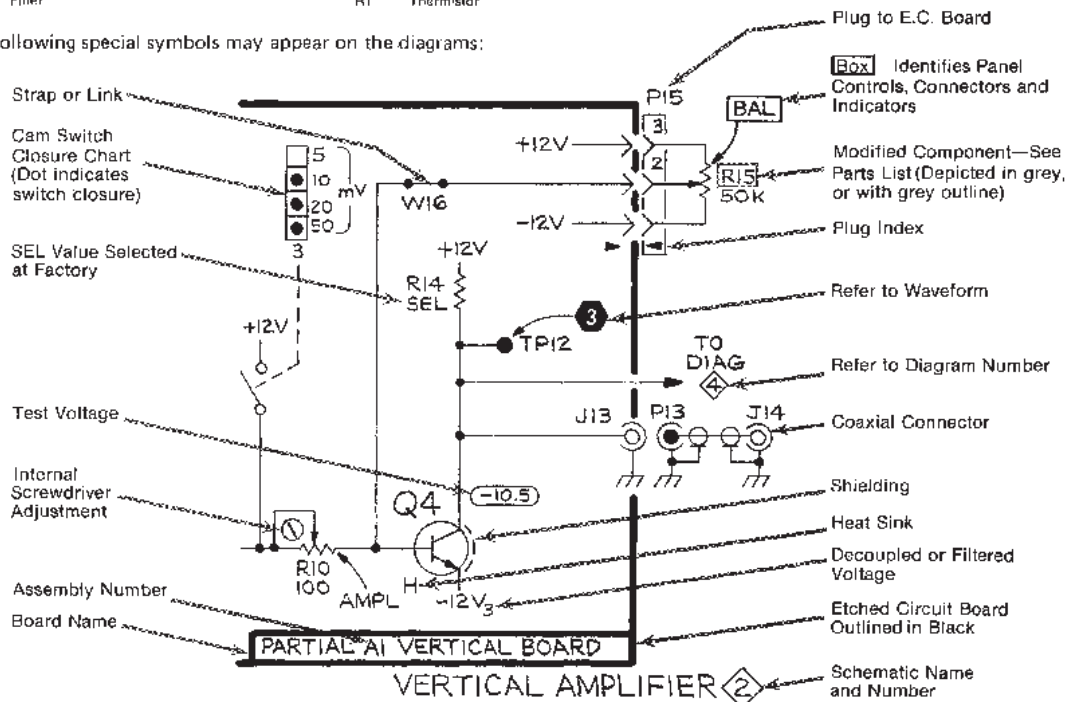 Filler
RT Thermistor
ollowing special symbols may appear on the diagrams:
Plug to E.C. Board
Box Identifies Panel
Controls, Connectors and
Indicators
Modified Component—See
Parts List (Depicted in grey,
or with grey outline)
Plug Index
Refer to Waveform
Refer to Diagram Number
Coaxial Connector
Shielding
Heat Sink
Decoupled or Filtered
Voltage
Etched Circuit Board
Outlined in Black
Schematic Name
and Number
Strap or Link
Cam Switch
Closure Chart
(Dot indicates
switch closure)
SEL Value Selected
at Factory
Test Voltage
Internal
Screwdriver
Adjustment
Assembly Number
Board Name
5
10
20
50
mV
3
W16
P15
3
2
+12V
-12V
BAL
R15
50K
+12V
R14
SEL
3
TP12
TO
DIAG
4
+12V
J13
P13
J14
-10.5
Q4
R10
100
AMPL
H
-12V3
PARTIAL A1 VERTICAL BOARD
VERTICAL AMPLIFIER 2